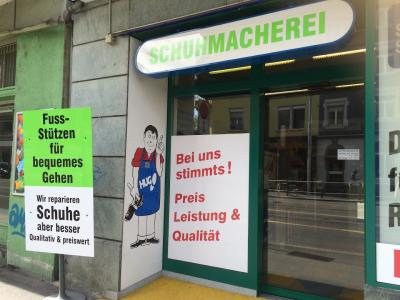 SCHUHMACHEREI
Fuss-
Stützen
für
bequemes
Gehen
Wir reparieren
Schuhe
aber besser
Qualitativ & preiswert
HUGO
Bei uns
stimmts!
Preis
Leistung &
Qualität